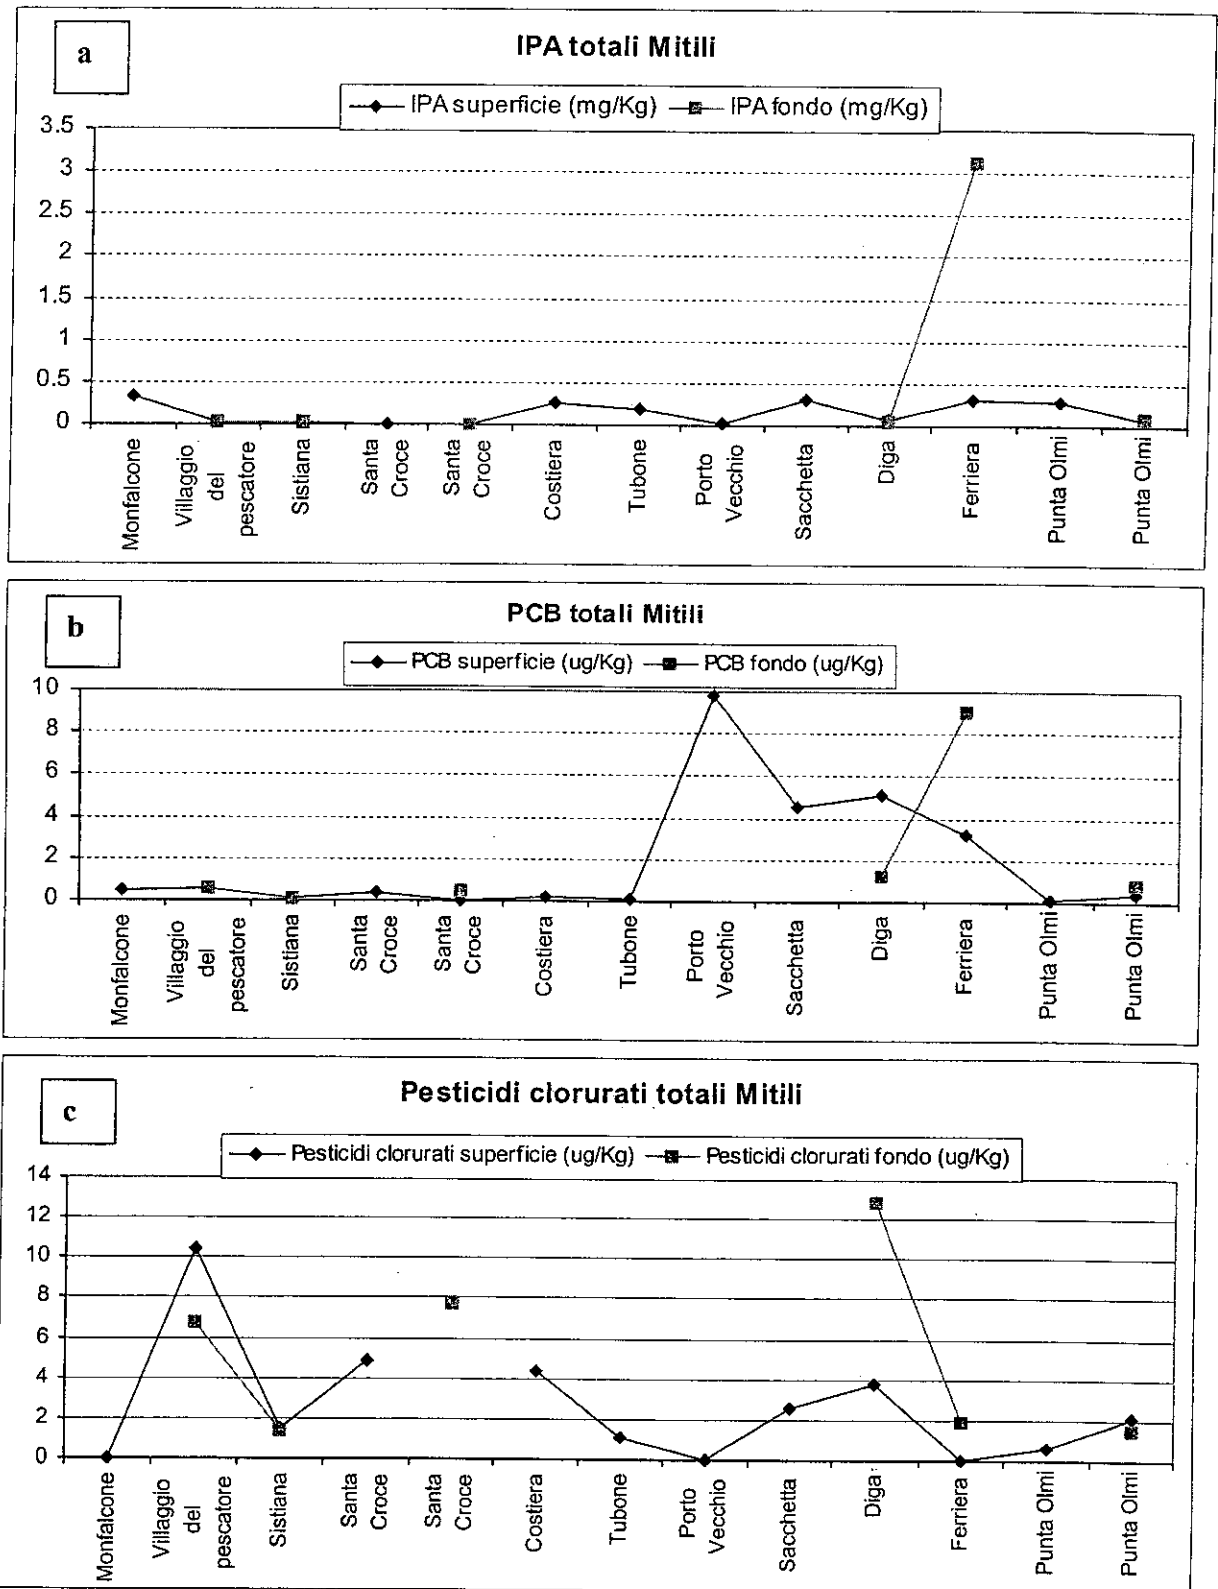 a
IPA totali Mitili
IPA superficie (mg/Kg) IPA fondo (mg/Kg)
3.5
3
2.5
2
1.5
1
0.5
0
Monfalcone
Villaggio
del
pescatore
Sistiana
Santa
Croce
Santa
Croce
Costiera
Tubone
Porto
Vecchio
Sacchetta
Diga
Ferriera
Punta Olmi
Punta Olmi
b
PCB totali Mitili
PCB superficie (ug/Kg) PCB fondo (ug/Kg)
10
8
6
4
2
0
Monfalcone
Villaggio
del
pescatore
Sistiana
Santa
Croce
Santa
Croce
Costiera
Tubone
Porto
Vecchio
Sacchetta
Diga
Ferriera
Punta Olmi
Punta Olmi
c
Pesticidi clorurati totali Mitili
Pesticidi clorurati superficie (ug/Kg) Pesticidi clorurati fondo (ug/Kg)
14
12
10
8
6
4
2
0
Monfalcone
Villaggio
del
pescatore
Sistiana
Santa
Croce
Santa
Croce
Costiera
Tubone
Porto
Vecchio
Sacchetta
Diga
Ferriera
Punta Olmi
Punta Olmi